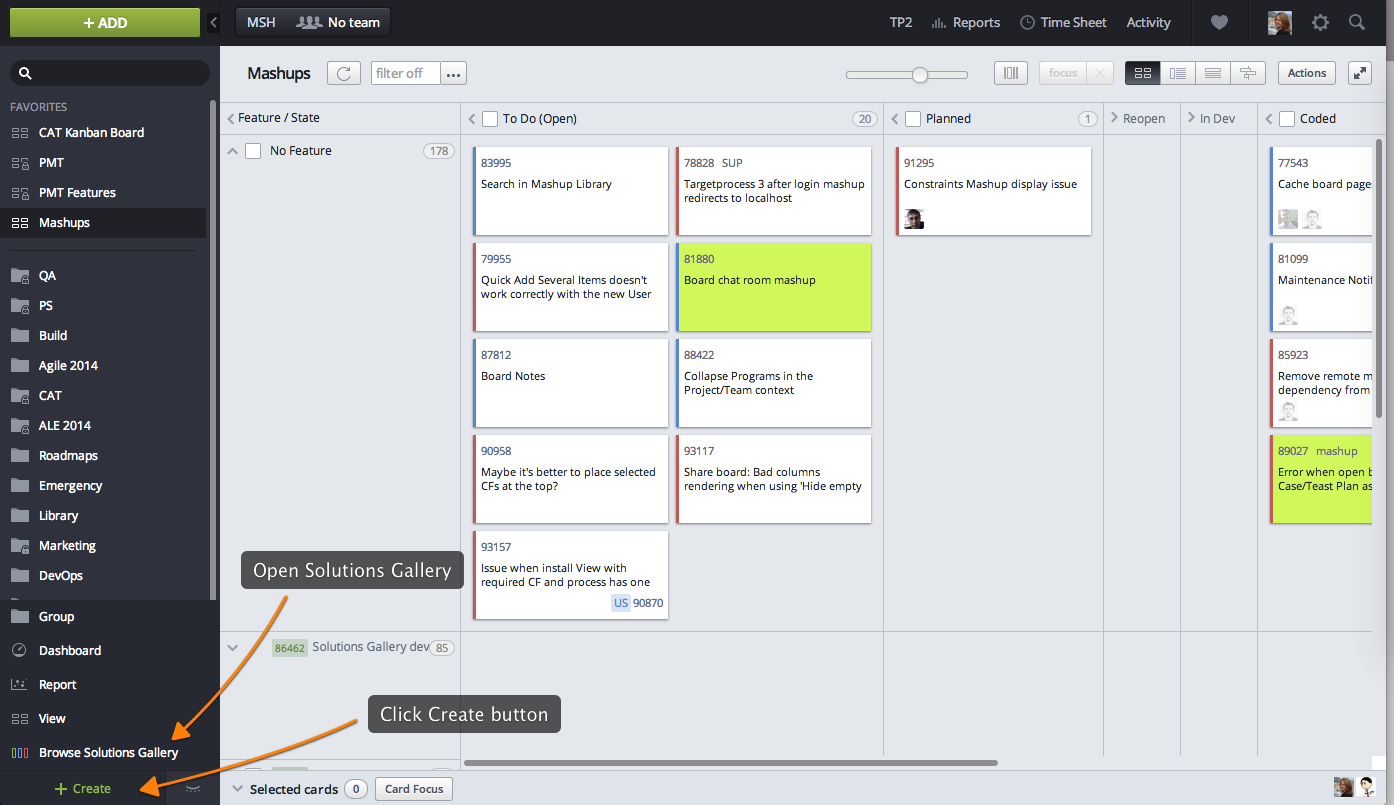 + ADD
MSH No team
TP2 Reports Time Sheet Activity
FAVORITES
CAT Kanban Board
PMT
PMT Features
Mashups
QA
PS
Build
Agile 2014
CAT
ALE 2014
Roadmaps
Emergency
Library
Marketing
DevOps
Group
Dashboard
Report
View
Browse Solutions Gallery
+ Create
Mashups
filter off ...
focus
Actions
Feature / State
To Do (Open) 20
Planned 1
Reopen
In Dev
Coded
No Feature 178
83995
Search in Mashup Library
78828 SUP
Targetprocess 3 after login mashup
redirects to localhost
79955
Quick Add Several Items doesn't
work correctly with the new User
81880
Board chat room mashup
87812
Board Notes
88422
Collapse Programs in the
Project/Team context
90958
Maybe it's better to place selected
CFs at the top?
93117
Share board: Bad columns
rendering when using 'Hide empty
93157
Issue when install View with
required CF and process has one
US 90870
91295
Constraints Mashup display issue
77543
Cache board page
81099
Maintenance Notif
85923
Remove remote m
dependency from
89027 mashup
Error when open b
Case/Teast Plan as
86462 Solutions Gallery dev 85
Open Solutions Gallery
Click Create button
Selected cards 0 Card Focus